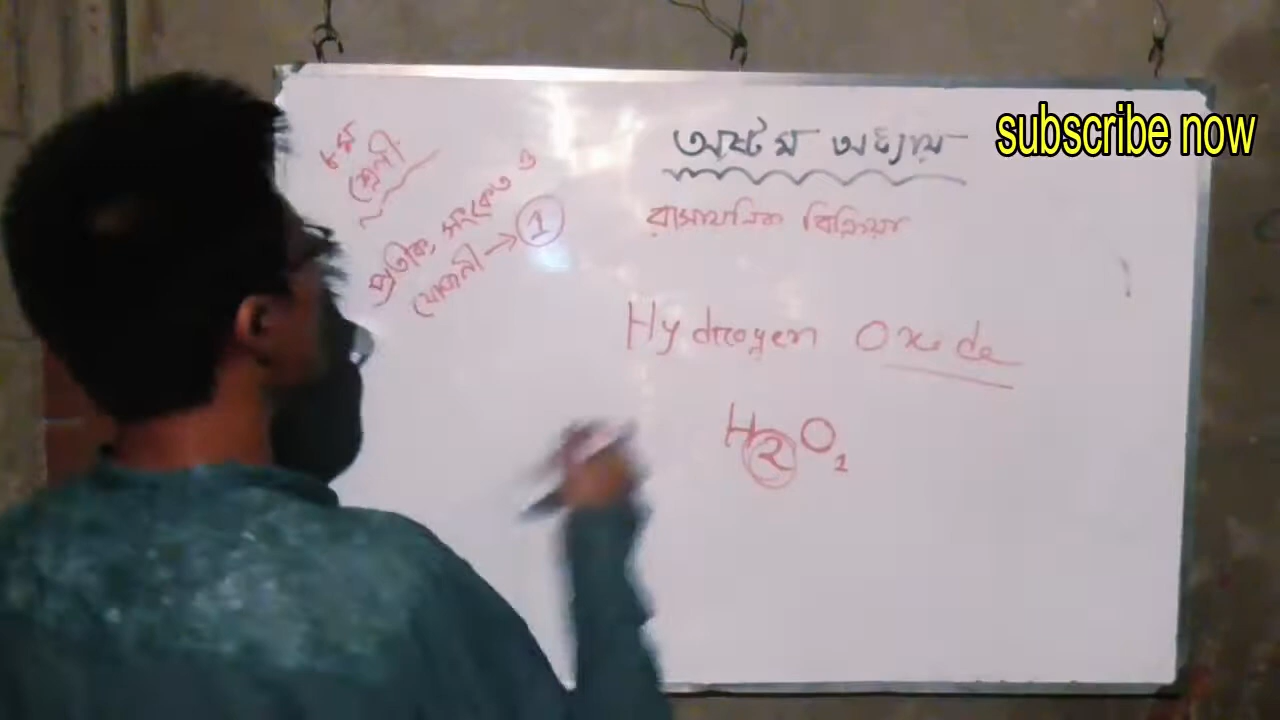 ৮ম
শ্রেণী
প্রতীক, সংকেত ও
যোজনী → 1
অষ্টম অধ্যায়
subscribe now
রাসায়নিক বিক্রিয়া
Hydrogen Oxide
H2O1